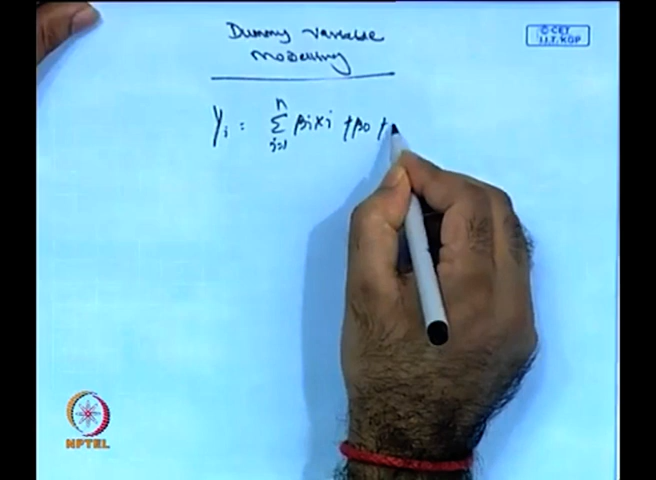 Dummy Variable
Modelling
© CET
I.I.T. KGP
n
Yi = Σ βixi + β0 +
i=1
NPTEL